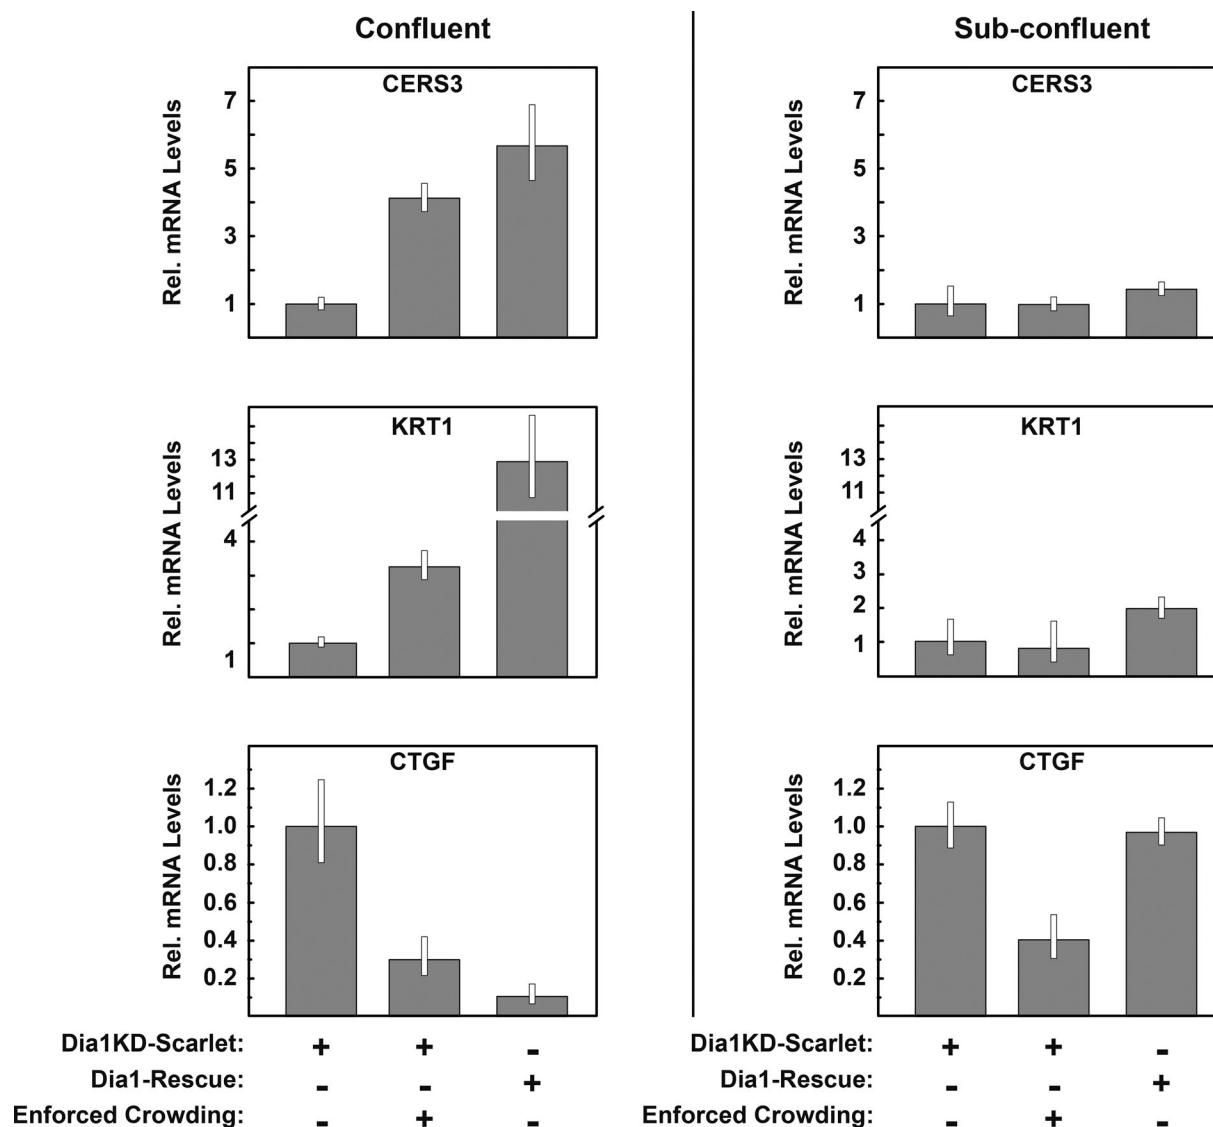 Confluent
Sub-confluent
CERS3
Rel. mRNA Levels
7
5
3
1
CERS3
Rel. mRNA Levels
7
5
3
1
KRT1
Rel. mRNA Levels
13
11
4
1
KRT1
Rel. mRNA Levels
13
11
4
3
2
1
CTGF
Rel. mRNA Levels
1.2
1.0
0.8
0.6
0.4
0.2
CTGF
Rel. mRNA Levels
1.2
1.0
0.8
0.6
0.4
0.2
Dia1KD-Scarlet: + + -
Dia1-Rescue: - - +
Enforced Crowding: - + -
Dia1KD-Scarlet: + + -
Dia1-Rescue: - - +
Enforced Crowding: - + -